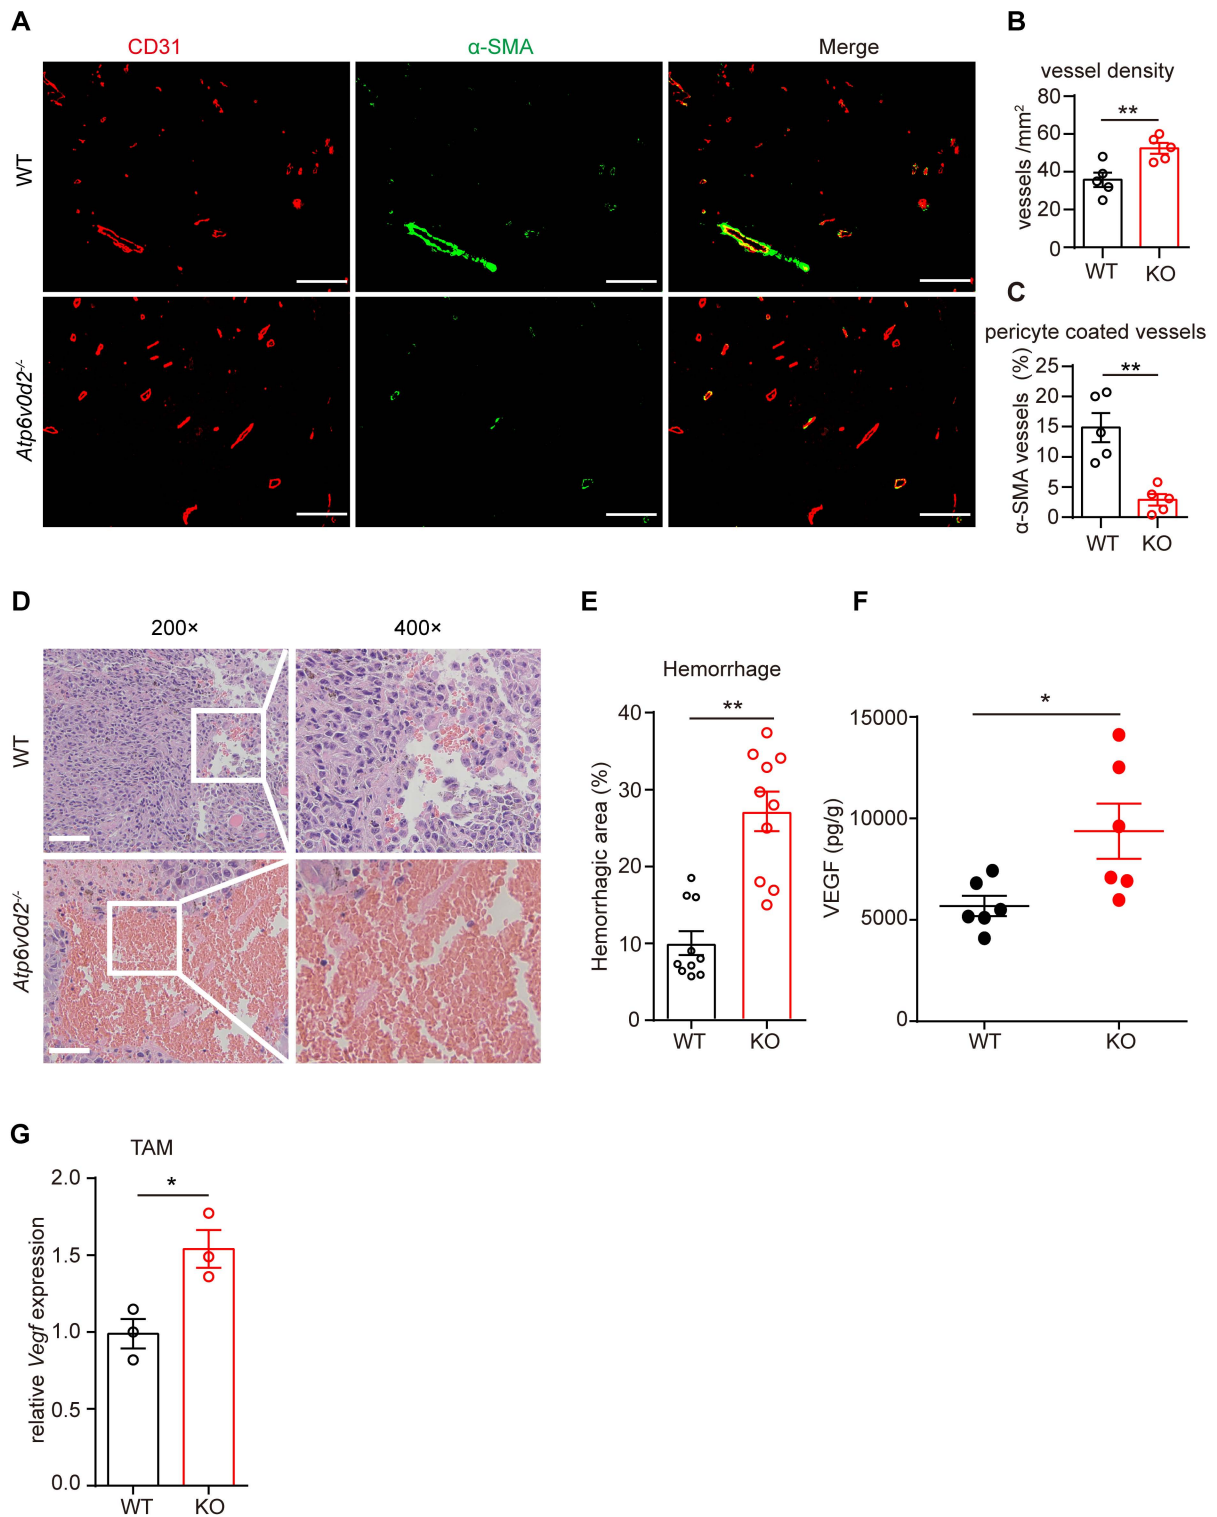 A
CD31
α-SMA
Merge
WT
Atp6v0d2-/-
B
vessel density
vessels /mm2
80
60
40
20
0
**
WT
KO
C
pericyte coated vessels
α-SMA vessels (%)
25
20
15
10
5
0
**
WT
KO
D
200×
400×
WT
Atp6v0d2-/-
E
Hemorrhage
Hemorrhagic area (%)
40
30
20
10
0
**
WT
KO
F
VEGF (pg/g)
15000
10000
5000
0
*
WT
KO
G
TAM
relative Vegf expression
2.0
1.5
1.0
0.5
0.0
*
WT
KO